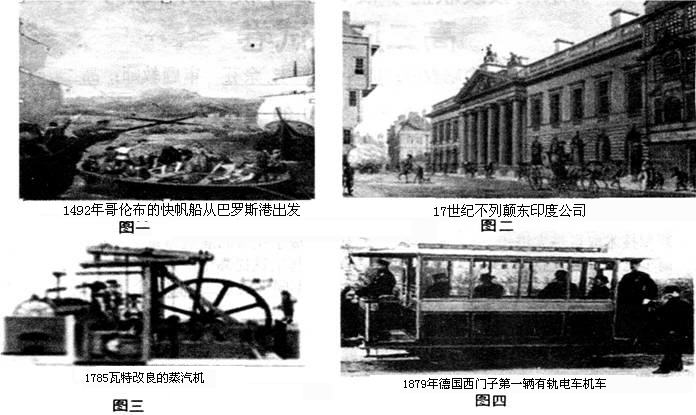 1492年哥伦布的快帆船从巴罗斯港出发
图一
17世纪不列颠东印度公司
图二
1785瓦特改良的蒸汽机
图三
1879年德国西门子第一辆有轨电车机车
图四